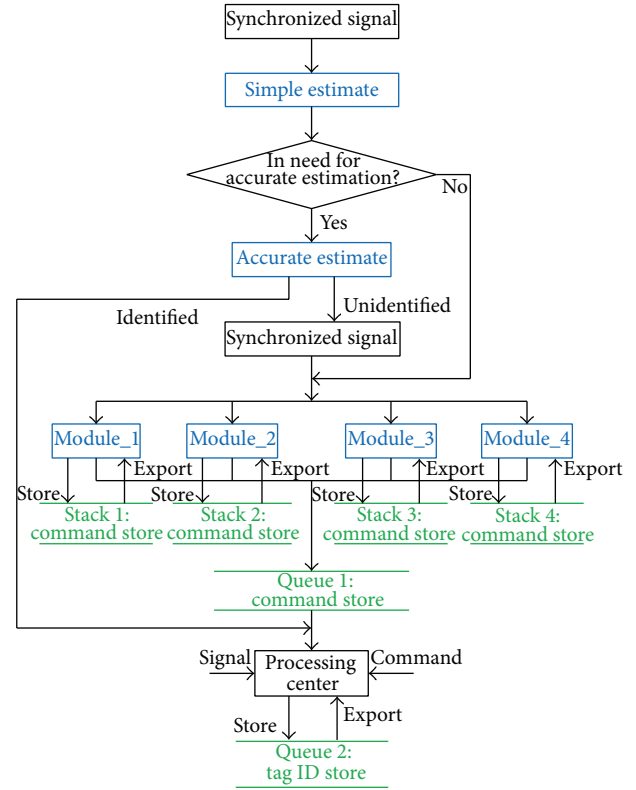 Synchronized signal
Simple estimate
In need for
accurate estimation?
No
Yes
Accurate estimate
Identified
Unidentified
Synchronized signal
Module_1
Module_2
Module_3
Module_4
Store
Export
Store
Export
Store
Export
Store
Export
Stack 1:
command store
Stack 2:
command store
Stack 3:
command store
Stack 4:
command store
Queue 1:
command store
Signal
Processing
center
Command
Store
Export
Queue 2:
tag ID store